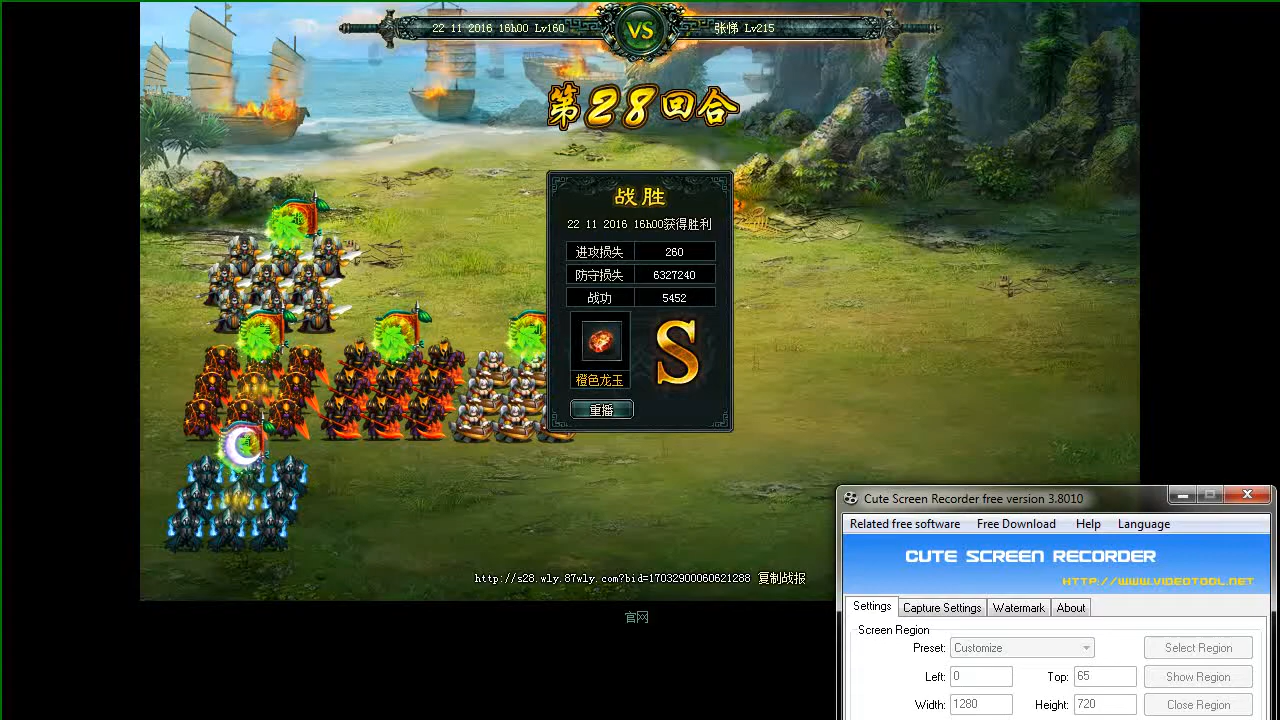 22 11 2016 16h00 Lv160
VS
张悌 Lv215
第28回合
战胜
22 11 2016 16h00获得胜利
进攻损失 260
防守损失 6327240
战功 5452
橙色龙玉
S
重播
http://s28.wly.87wly.com?bid=17032900060621288 复制战报
官网
Cute Screen Recorder free version 3.8010
Related free software Free Download Help Language
CUTE SCREEN RECORDER
HTTP://WWW.VIDEOTOOL.NET
Settings Capture Settings Watermark About
Screen Region
Preset: Customize Select Region
Left: 0 Top: 65 Show Region
Width: 1280 Height: 720 Close Region